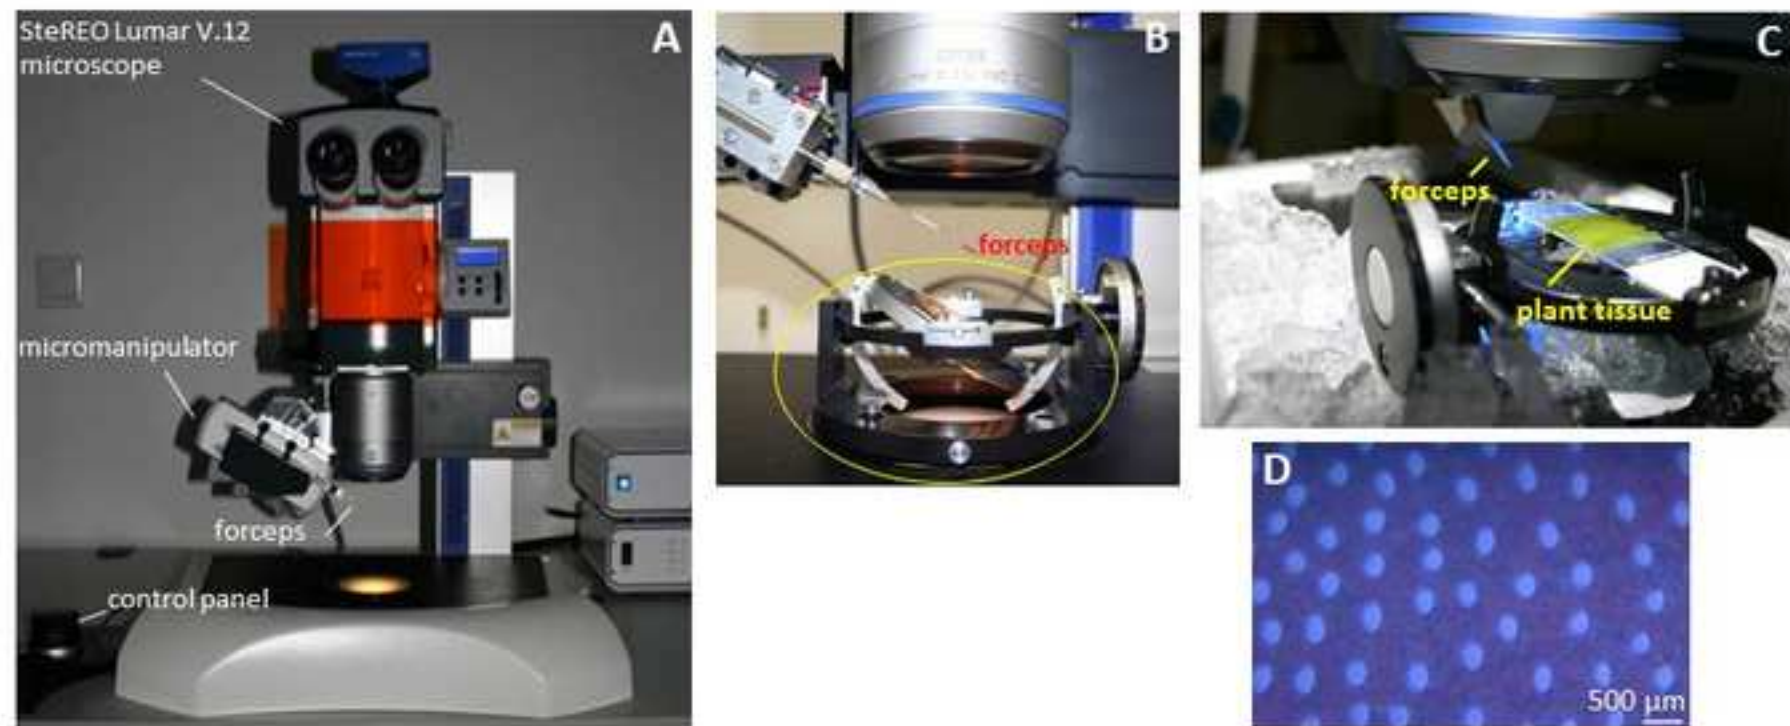 SteREO Lumar V.12
microscope
A
micromanipulator
forceps
control panel
B
forceps
C
forceps
plant tissue
D
500 µm